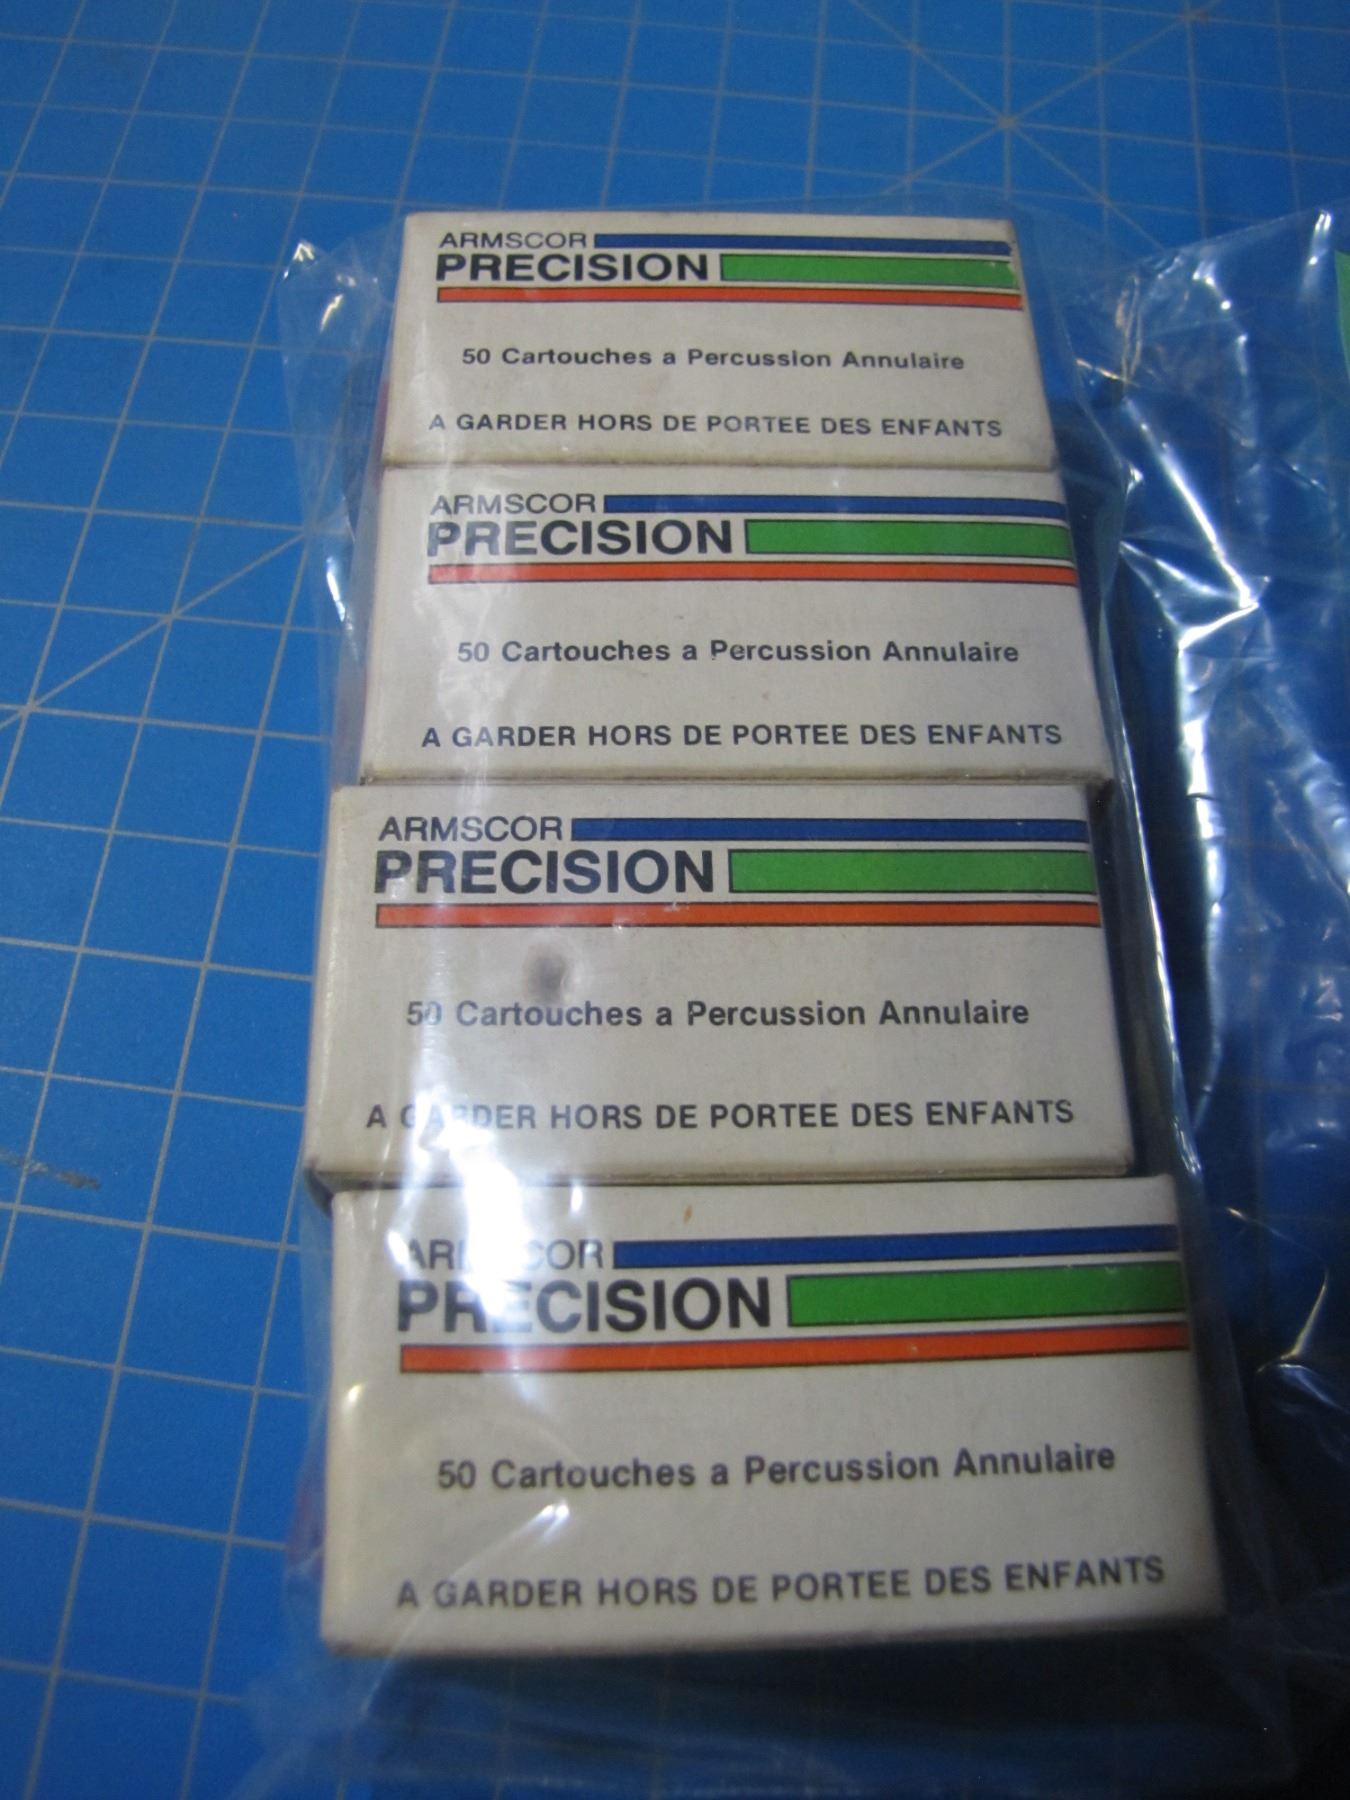 ARMSCOR
PRECISION
50 Cartouches a Percussion Annulaire
A GARDER HORS DE PORTEE DES ENFANTS
ARMSCOR
PRECISION
50 Cartouches a Percussion Annulaire
A GARDER HORS DE PORTEE DES ENFANTS
ARMSCOR
PRECISION
50 Cartouches a Percussion Annulaire
A GARDER HORS DE PORTEE DES ENFANTS
ARMSCOR
PRECISION
50 Cartouches a Percussion Annulaire
A GARDER HORS DE PORTEE DES ENFANTS